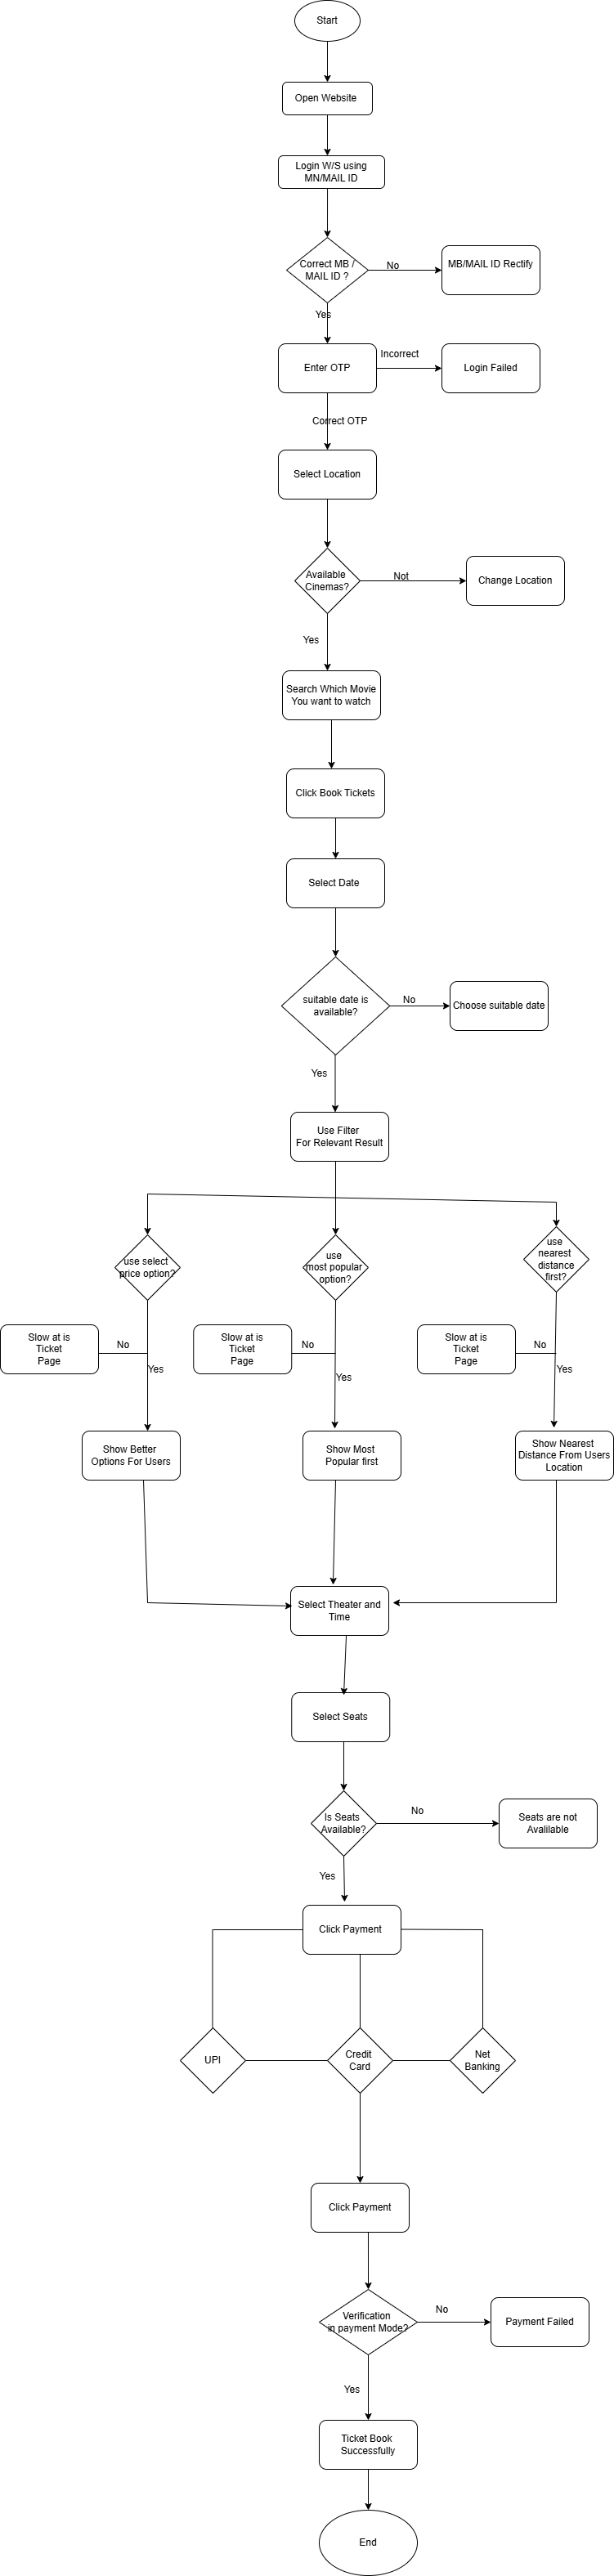 Start
Open Website
Login W/S using
MN/MAIL ID
Correct MB /
MAIL ID ?
No
MB/MAIL ID Rectify
Yes
Enter OTP
Incorrect
Login Failed
Correct OTP
Select Location
Available
Cinemas?
Not
Change Location
Yes
Search Which Movie
You want to watch
Click Book Tickets
Select Date
suitable date is
available?
No
Choose suitable date
Yes
Use Filter
For Relevant Result
use select
price option?
use
most popular
option?
use
nearest
distance
first?
Slow at is
Ticket
Page
No
Yes
Slow at is
Ticket
Page
No
Yes
Slow at is
Ticket
Page
No
Yes
Show Better
Options For Users
Show Most
Popular first
Show Nearest
Distance From Users
Location
Select Theater and
Time
Select Seats
Is Seats
Available?
No
Seats are not
Avalilable
Yes
Click Payment
UPI
Credit
Card
Net
Banking
Click Payment
Verification
in payment Mode?
No
Payment Failed
Yes
Ticket Book
Successfully
End